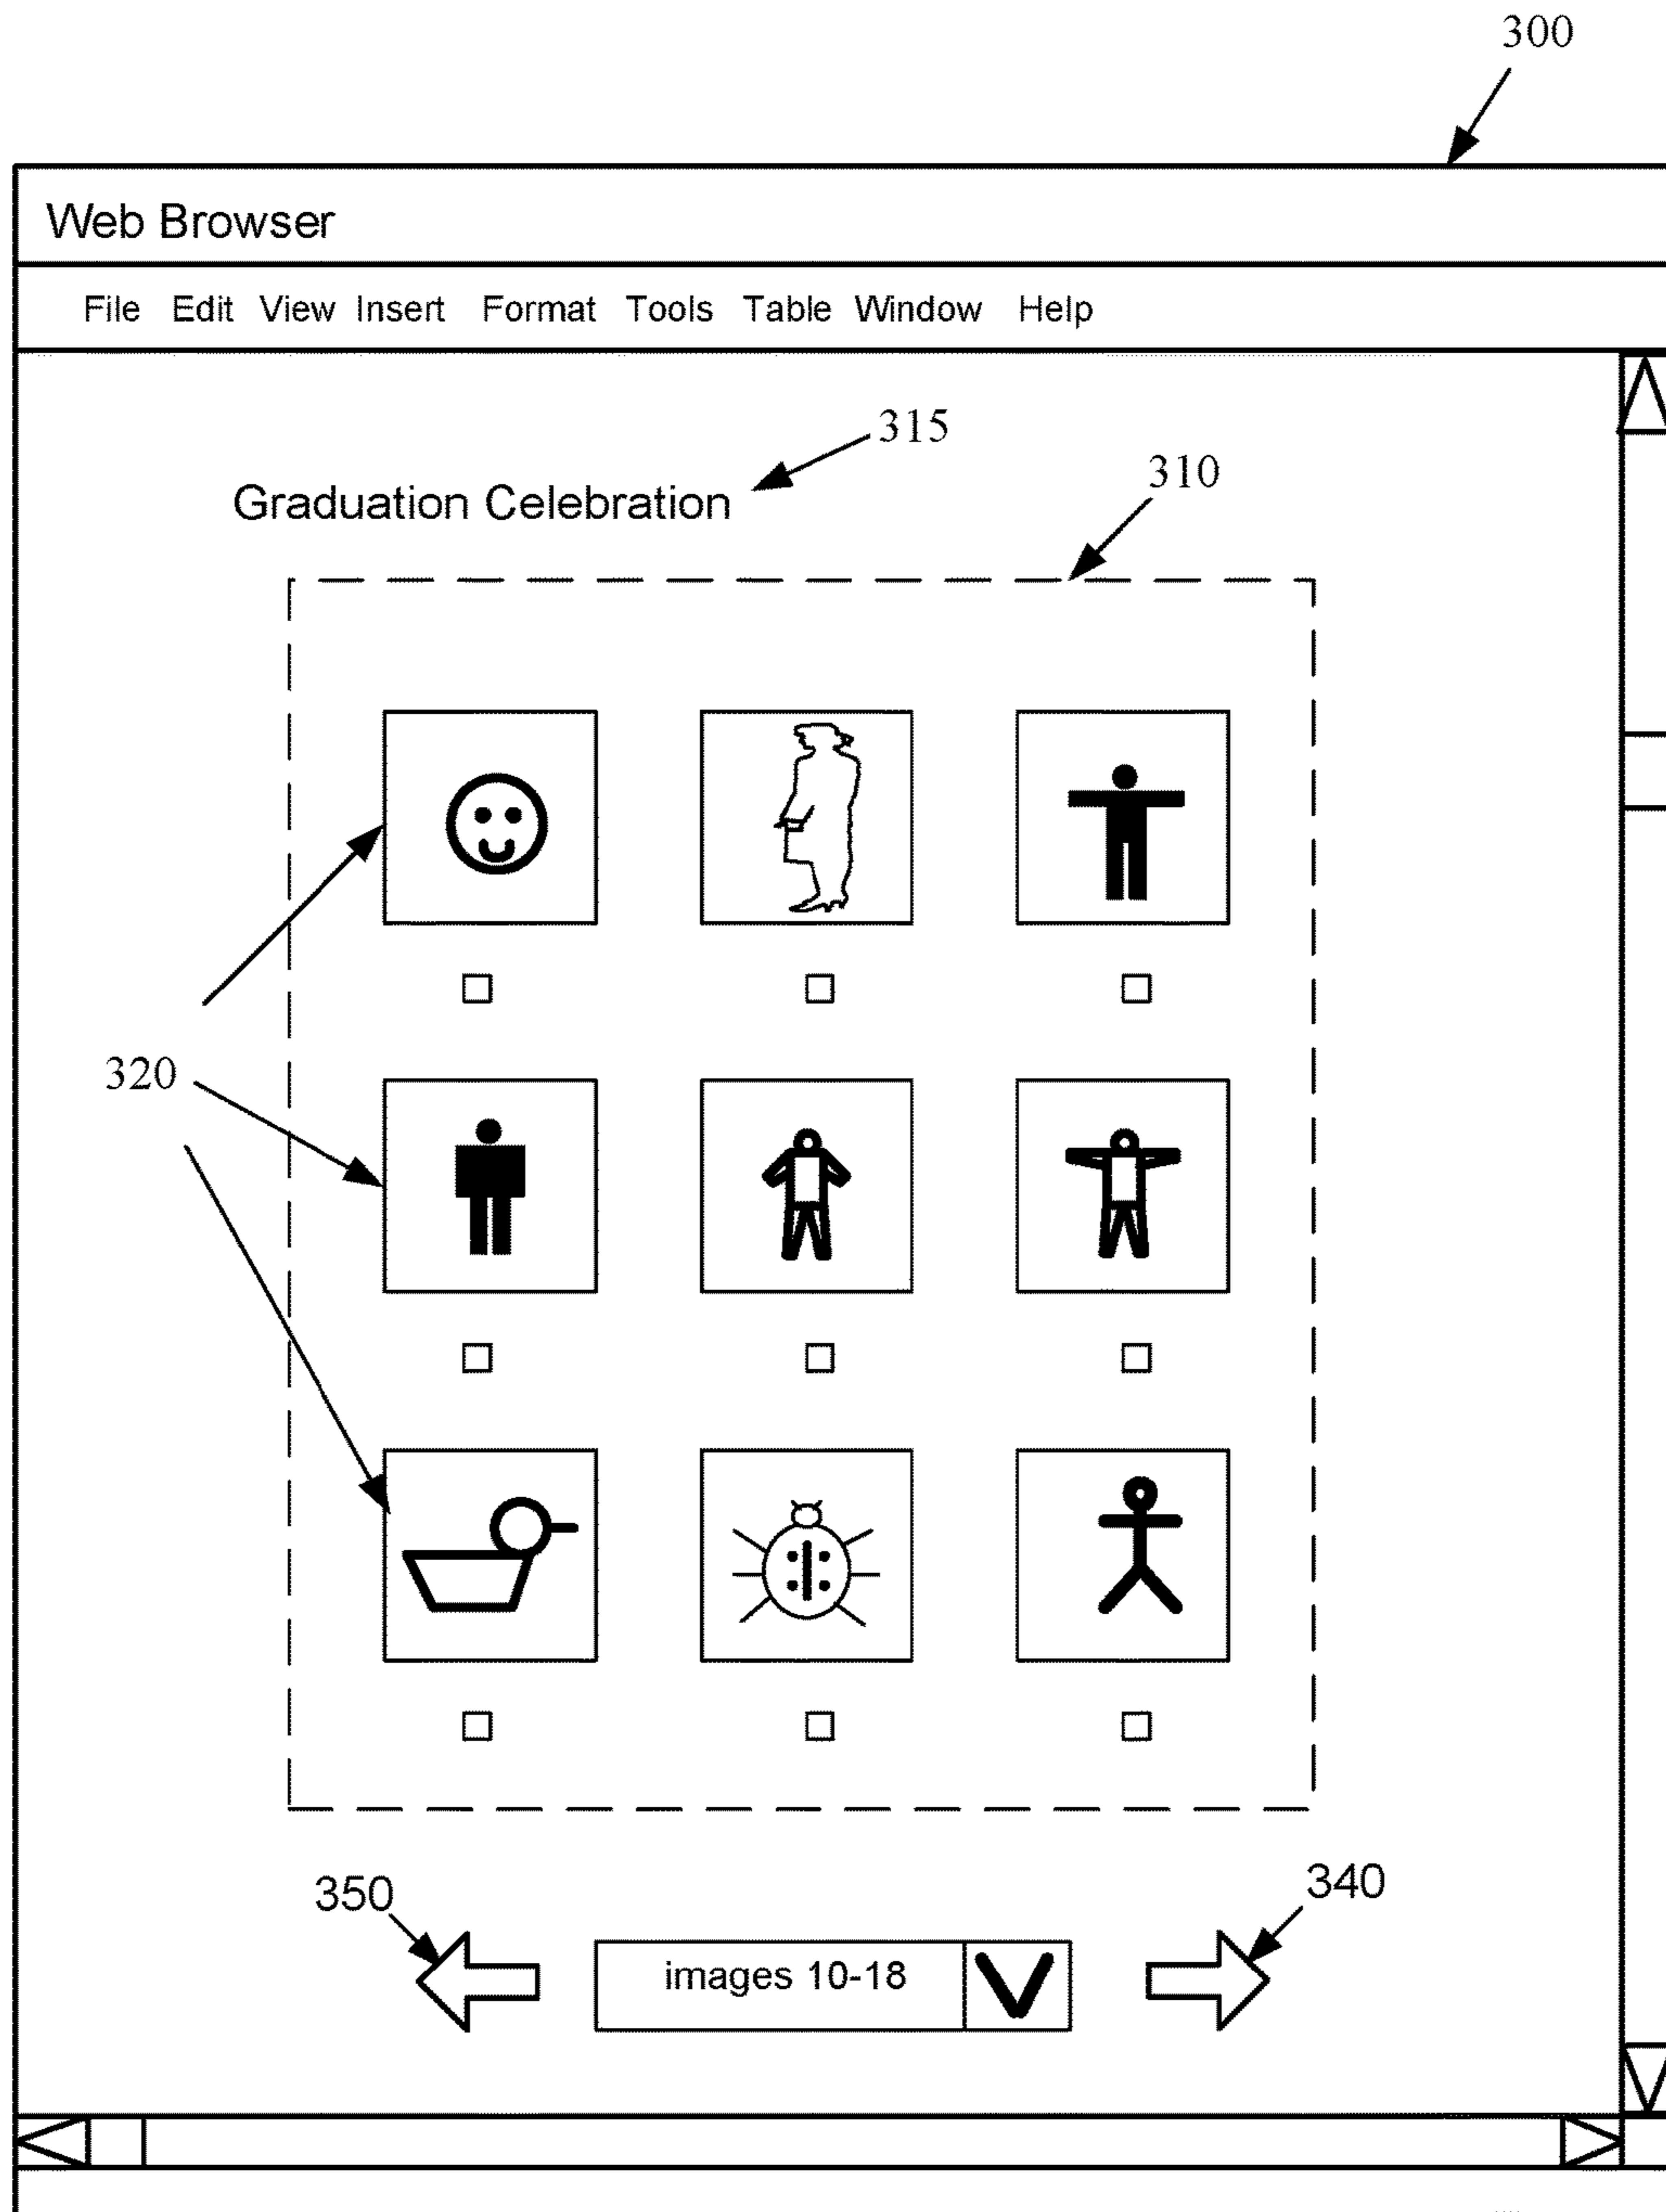 300
Web Browser
File Edit View Insert Format Tools Table Window Help
315
310
Graduation Celebration
320
350
340
images 10-18